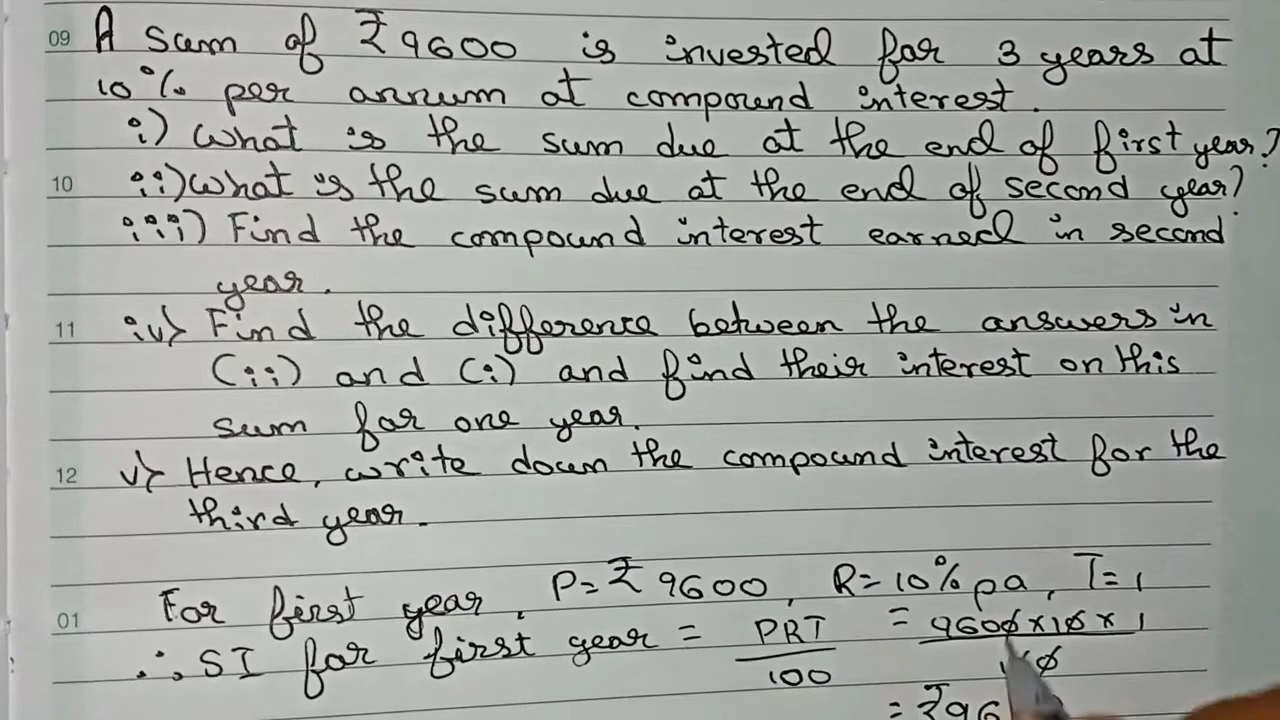 09 A sum of ₹9600 is invested for 3 years at
10% per annum at compound interest.
i) What is the sum due at the end of first year?
10 ii) What is the sum due at the end of second year?
iii) Find the compound interest earned in second
year.
11 iv) Find the difference between the answers in
(ii) and (i) and find their interest on this
sum for one year.
12 v) Hence, write down the compound interest for the
third year.
01 For first year, P=₹9600, R=10% pa, T=1
∴ SI for first year = PRT/100 = 9600×10×1/100
= ₹96